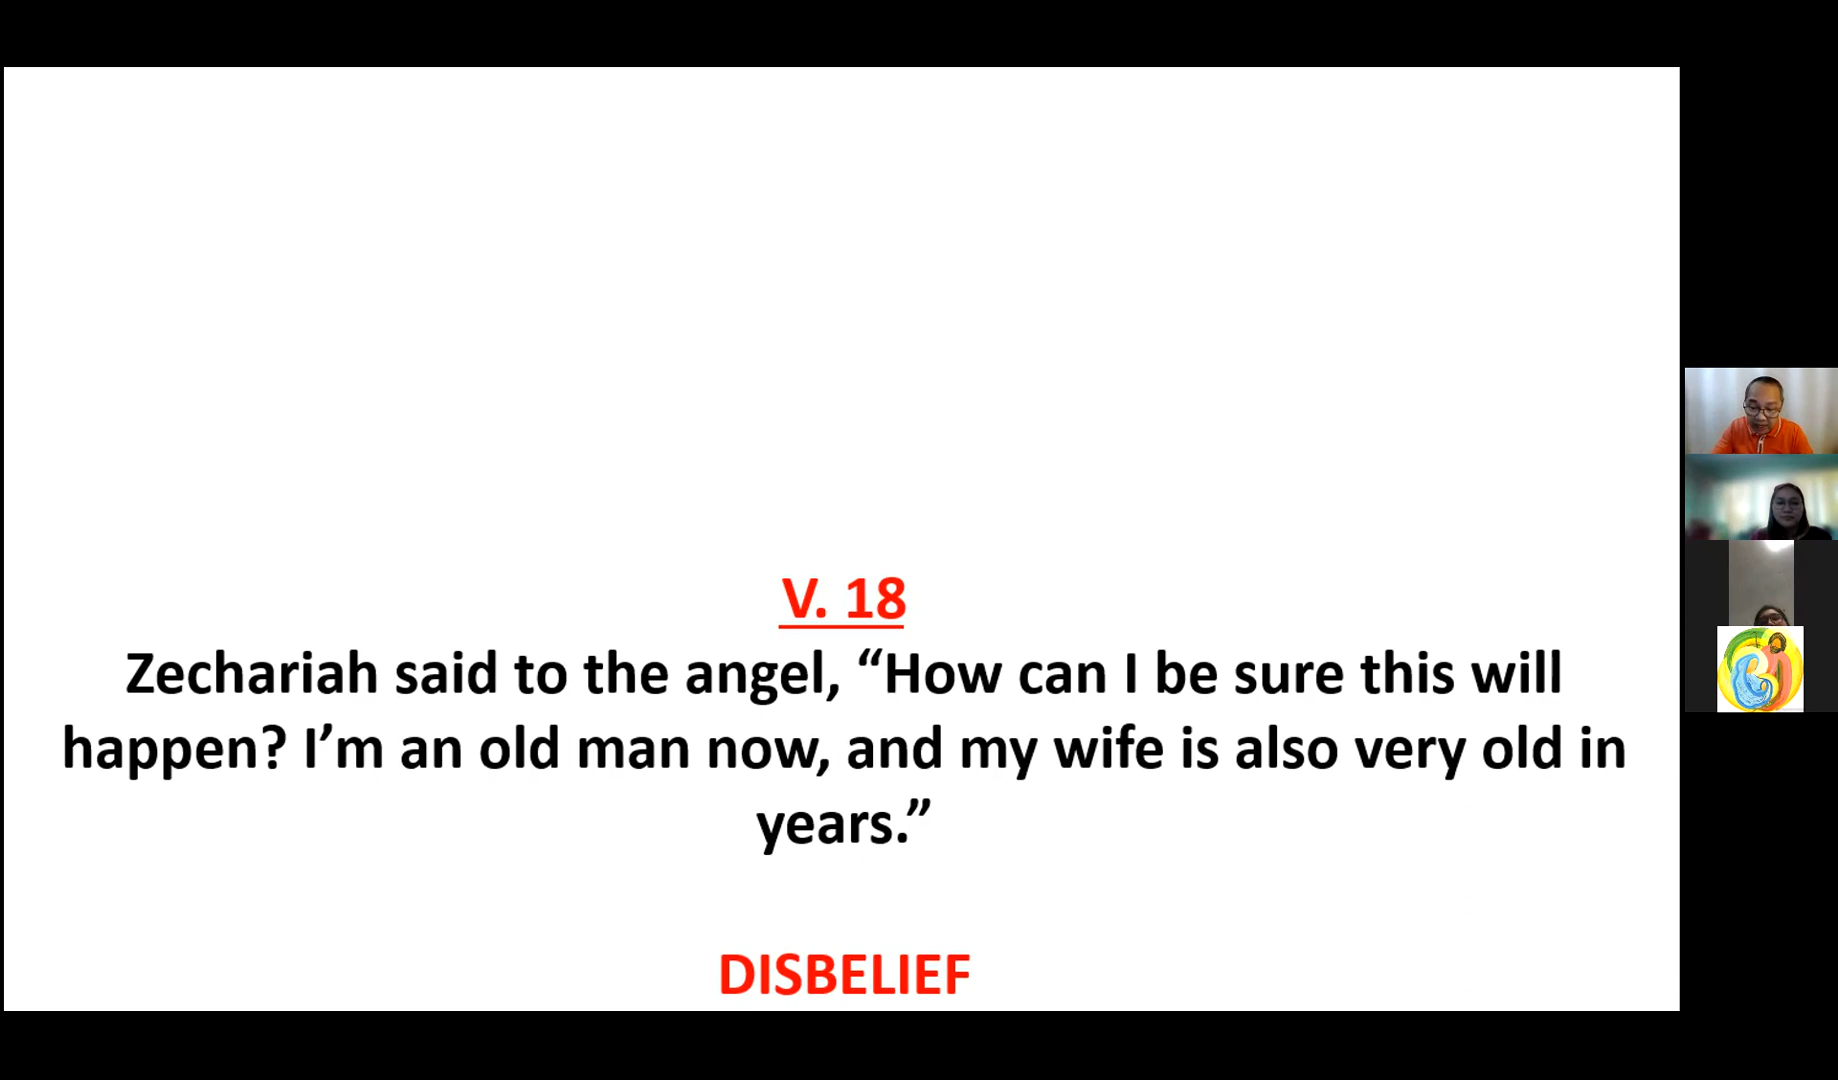 V. 18
Zechariah said to the angel, “How can I be sure this will
happen? I’m an old man now, and my wife is also very old in
years.”
DISBELIEF